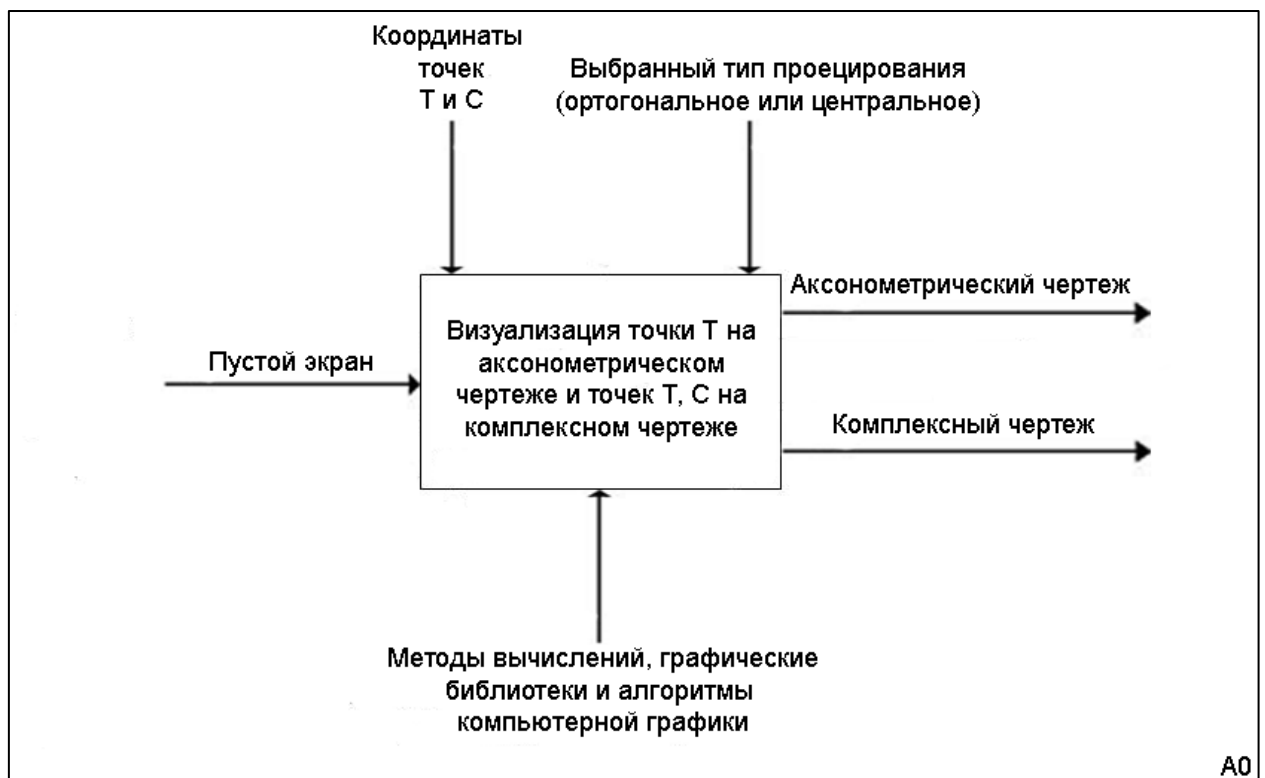 Координаты
точек
Т и С
Выбранный тип проецирования
(ортогональное или центральное)
Пустой экран
Визуализация точки Т на
аксонометрическом
чертеже и точек Т, С на
комплексном чертеже
Аксонометрический чертеж
Комплексный чертеж
Методы вычислений, графические
библиотеки и алгоритмы
компьютерной графики
А0